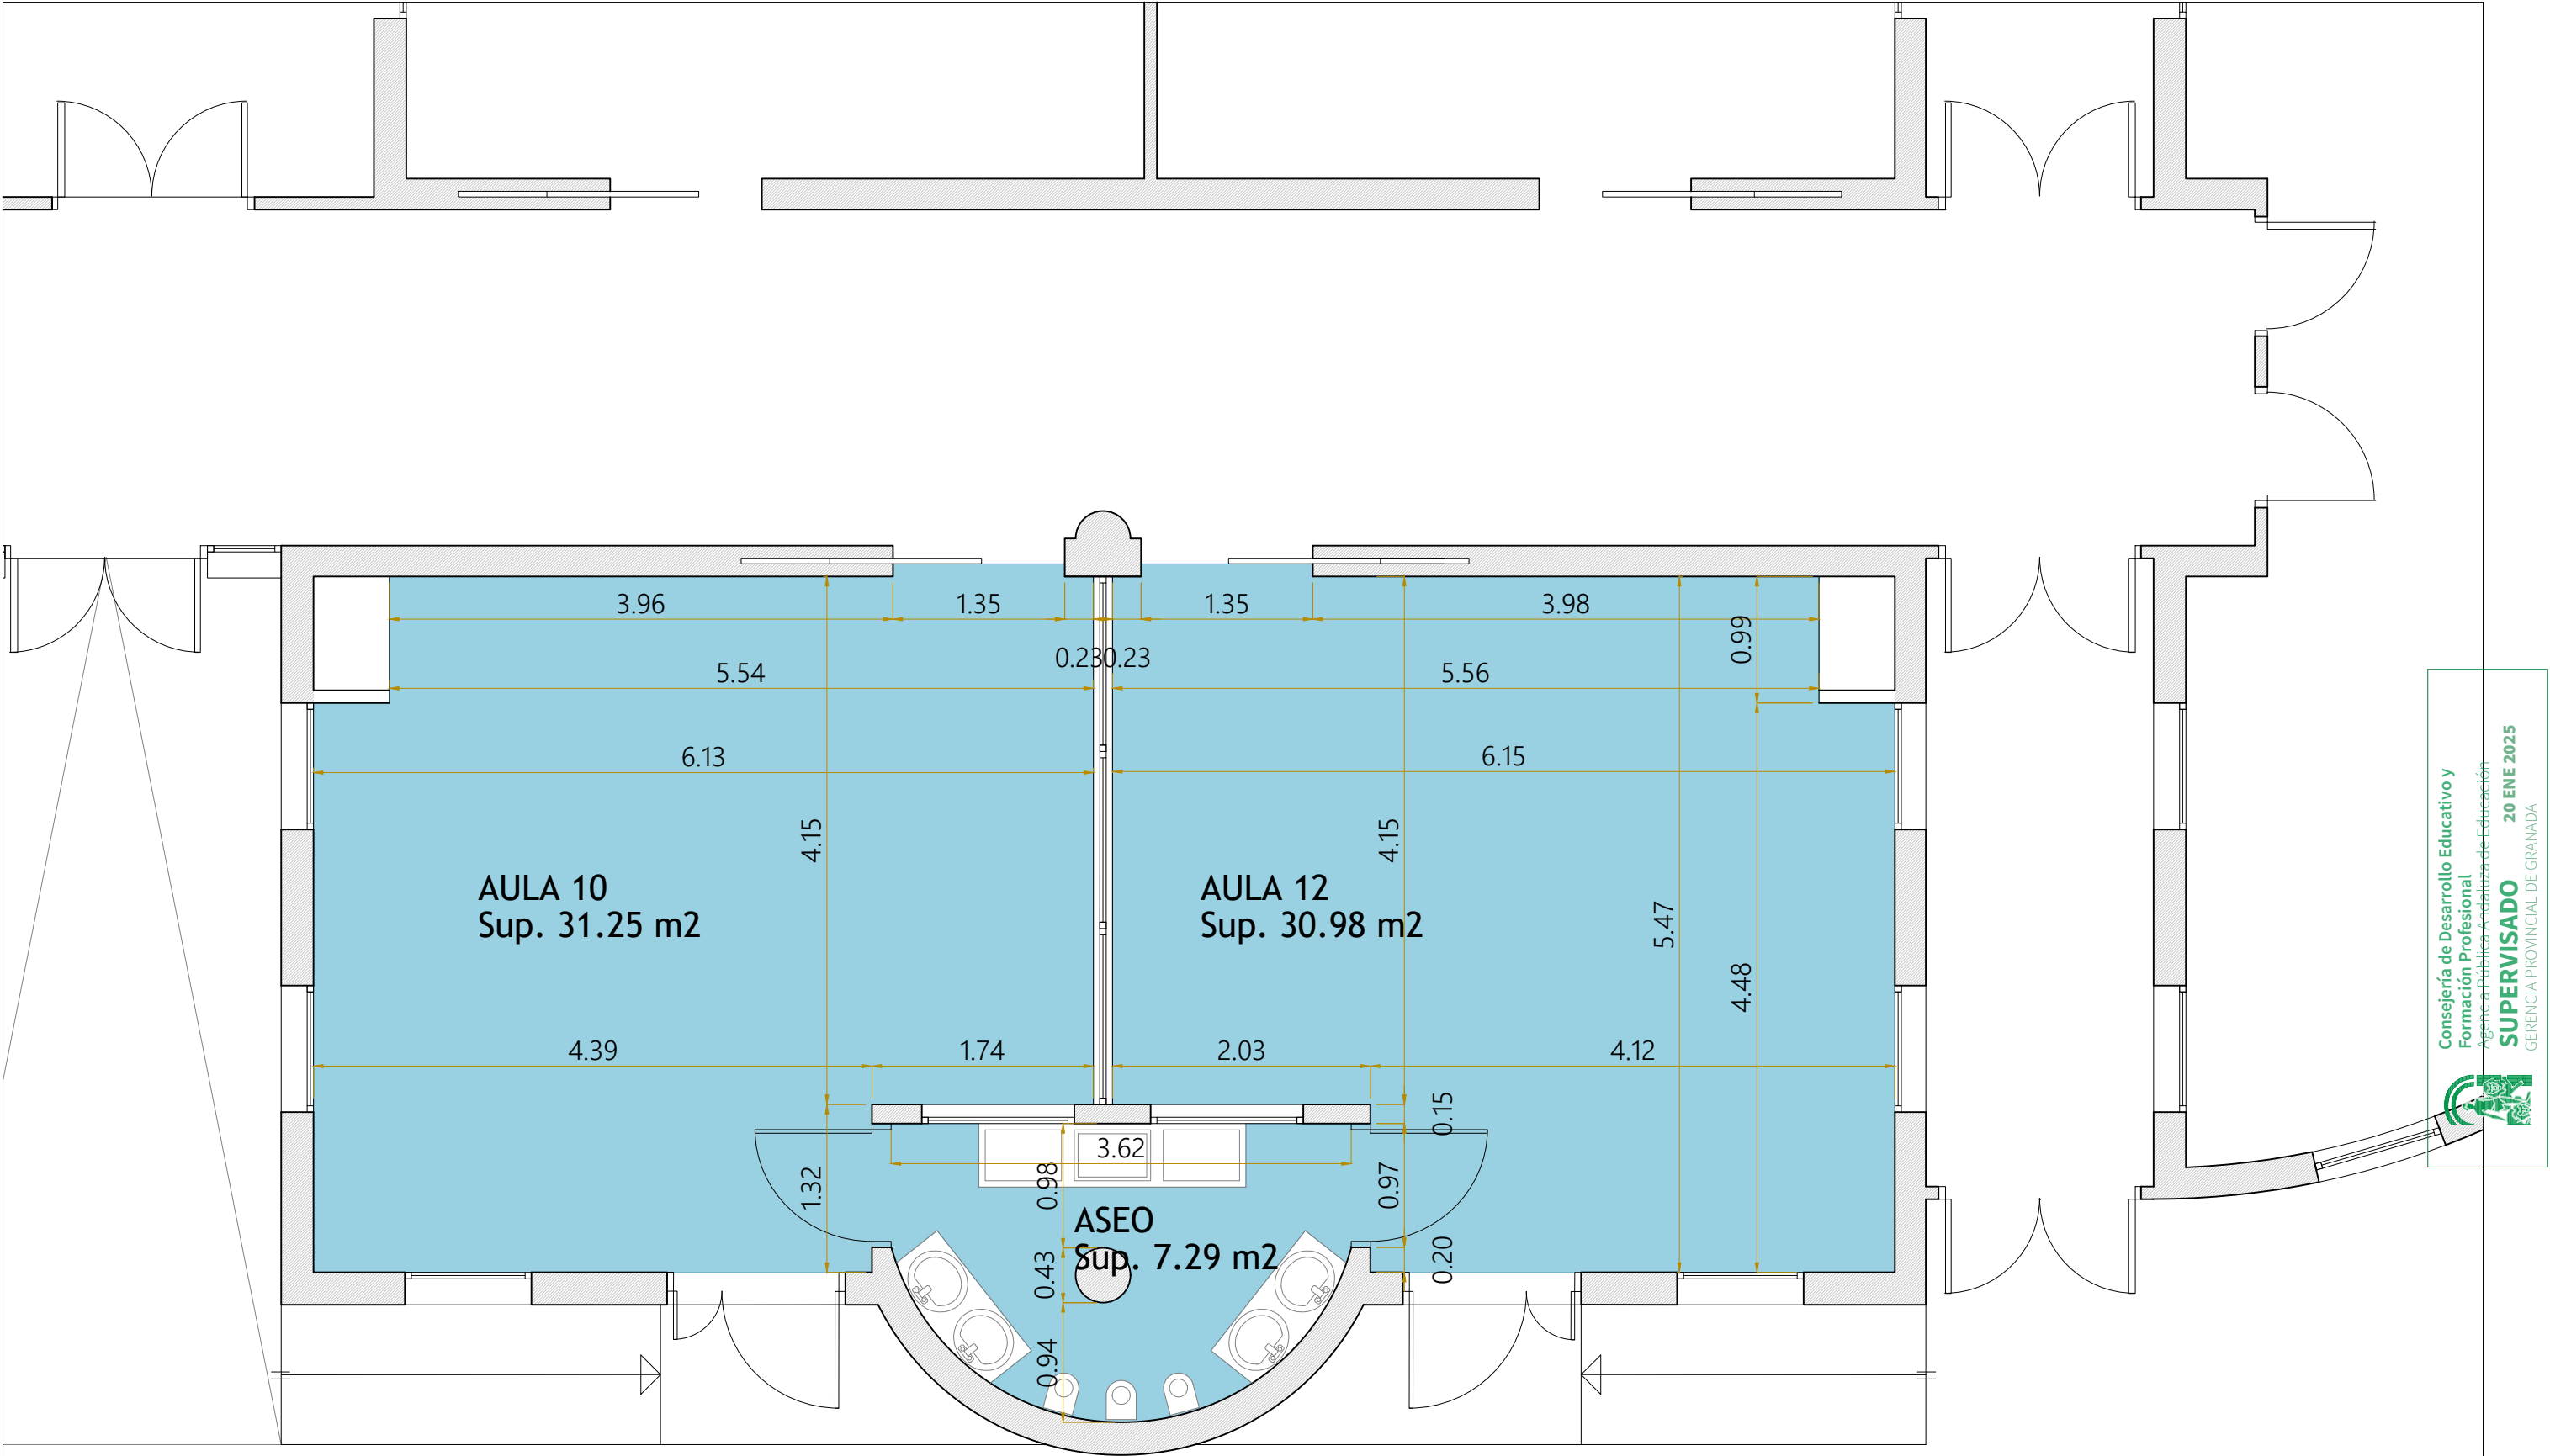 3.96
1.35
1.35
3.98
0.99
0.23
0.23
5.54
5.56
6.13
6.15
4.15
4.15
AULA 10
Sup. 31.25 m2
AULA 12
Sup. 30.98 m2
5.47
4.48
4.39
1.74
2.03
4.12
0.15
3.62
1.32
0.98
0.97
ASEO
Sup. 7.29 m2
0.43
0.20
0.94
Consejería de Desarrollo Educativo y
Formación Profesional
Agencia Pública Andaluza de Educación
SUPERVISADO 20 ENE 2025
GERENCIA PROVINCIAL DE GRANADA